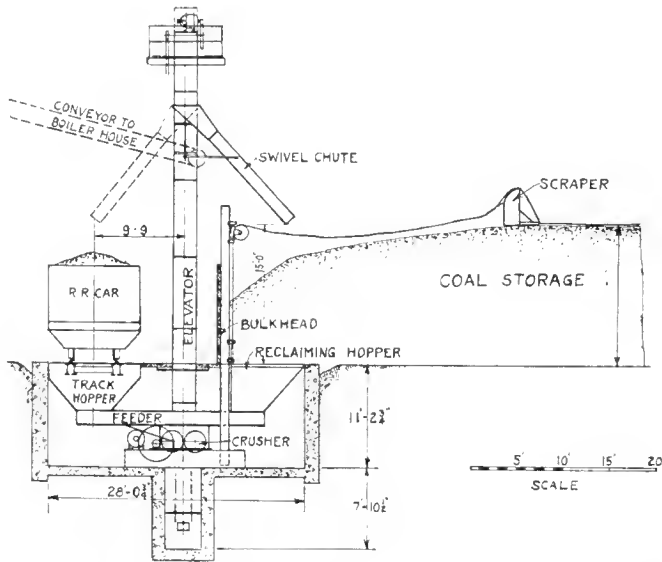 CONVEYOR TO
BOILER HOUSE
SWIVEL CHUTE
SCRAPER
9-9
15'-0"
R R CAR
ELEVATOR
COAL STORAGE
BULKHEAD
RECLAIMING HOPPER
TRACK
HOPPER
11'-2¾"
FEEDER
CRUSHER
28'-0¾"
7'-10½"
5' 10' 15' 20
SCALE